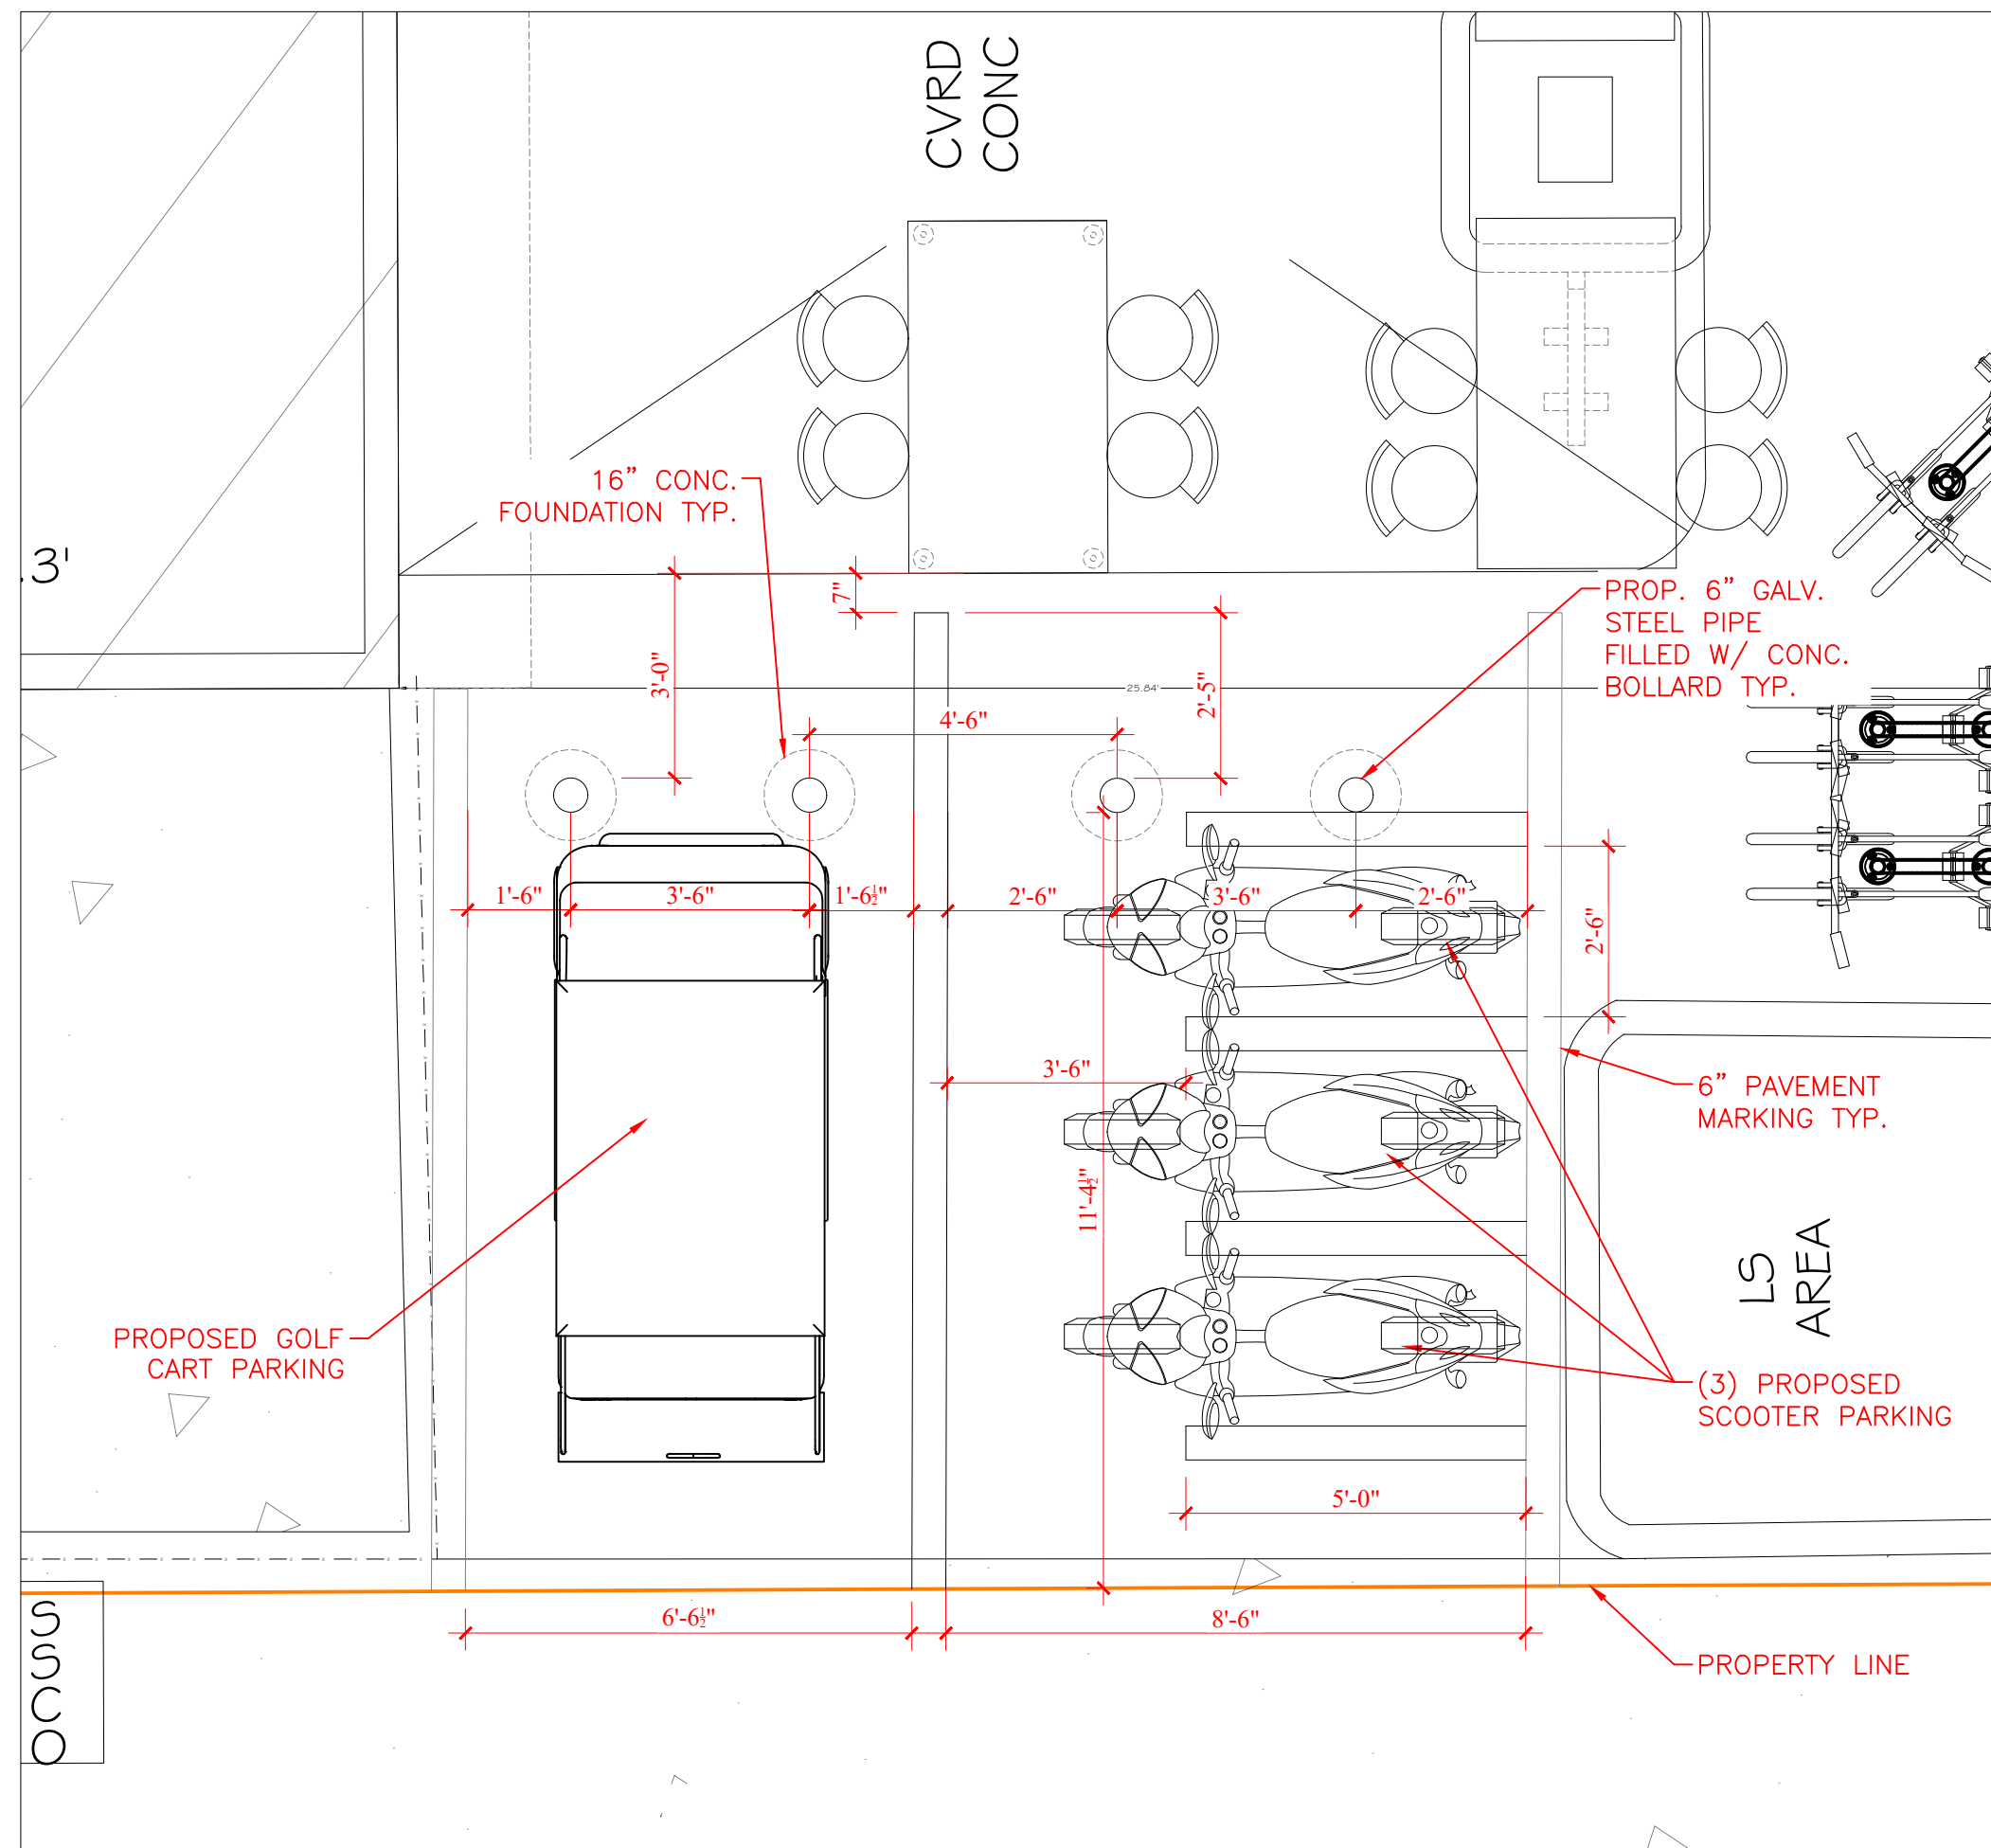 CVRD
CONC
16” CONC.
FOUNDATION TYP.
.3'
7"
3'-0"
PROP. 6” GALV.
STEEL PIPE
FILLED W/ CONC.
BOLLARD TYP.
25.84'
2'-5"
4'-6"
1'-6"
3'-6"
1'-6½"
2'-6"
3'-6"
2'-6"
2'-6"
3'-6"
6” PAVEMENT
MARKING TYP.
11'-4½"
LS
AREA
PROPOSED GOLF
CART PARKING
(3) PROPOSED
SCOOTER PARKING
5'-0"
S
S
C
O
6'-6½"
8'-6"
PROPERTY LINE